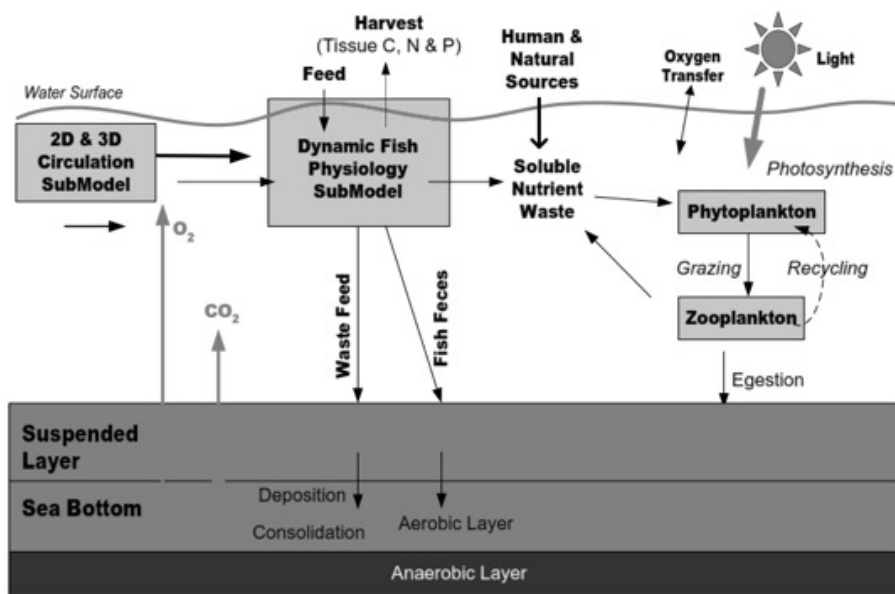 Harvest
(Tissue C, N & P)
Feed
Human &
Natural
Sources
Oxygen
Transfer
Light
Water Surface
2D & 3D
Circulation
SubModel
Dynamic Fish
Physiology
SubModel
Soluble
Nutrient
Waste
Photosynthesis
Phytoplankton
O2
Grazing
Recycling
CO2
Zooplankton
Waste Feed
Fish Feces
Egestion
Suspended
Layer
Sea Bottom
Deposition
Consolidation
Aerobic Layer
Anaerobic Layer